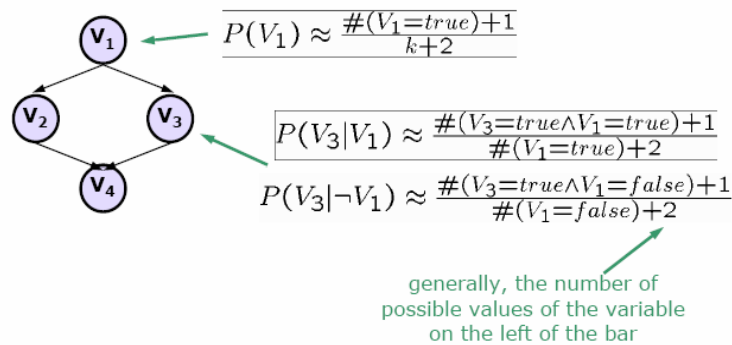 V₁
P(V₁) ≈ #(V₁=true)+1 / k+2
V₂
V₃
P(V₃|V₁) ≈ #(V₃=true∧V₁=true)+1 / #(V₁=true)+2
V₄
P(V₃|¬V₁) ≈ #(V₃=true∧V₁=false)+1 / #(V₁=false)+2
generally, the number of
possible values of the variable
on the left of the bar